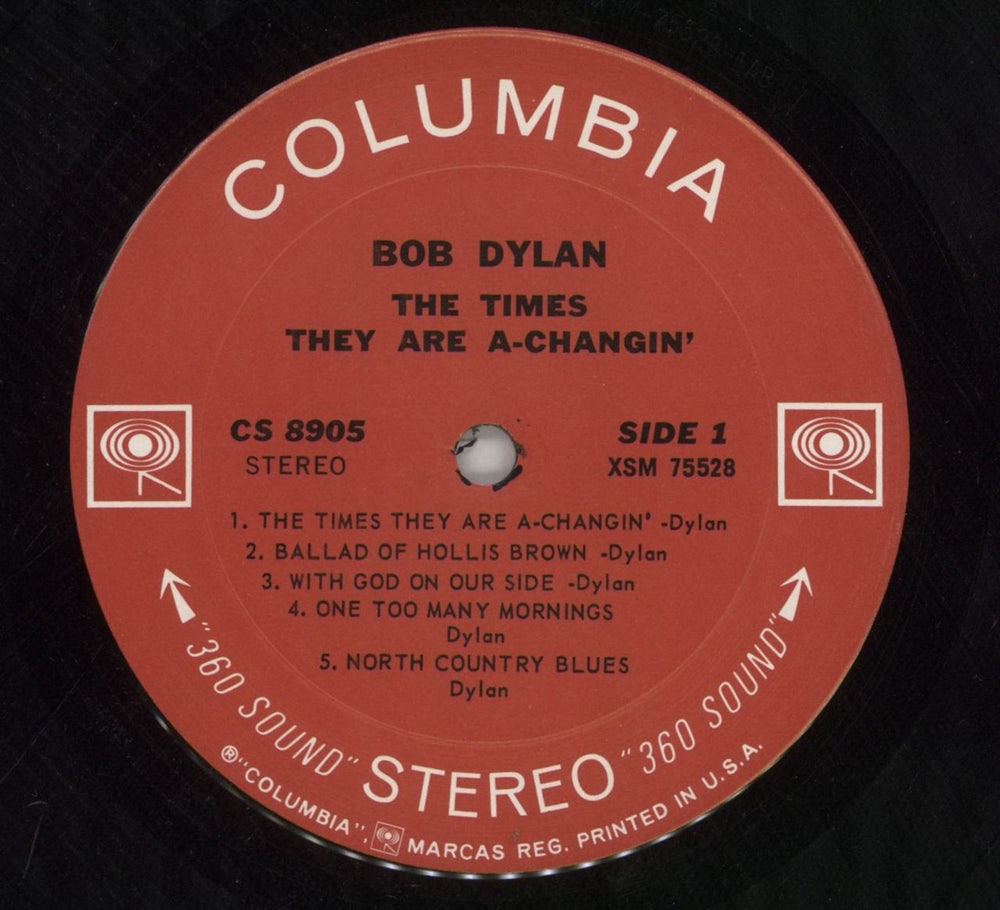 COLUMBIA
BOB DYLAN
THE TIMES
THEY ARE A-CHANGIN'
CS 8905
STEREO
SIDE 1
XSM 75528
1. THE TIMES THEY ARE A-CHANGIN' -Dylan
2. BALLAD OF HOLLIS BROWN -Dylan
3. WITH GOD ON OUR SIDE -Dylan
4. ONE TOO MANY MORNINGS
Dylan
5. NORTH COUNTRY BLUES
Dylan
"360 SOUND" STEREO "360 SOUND"
® "COLUMBIA", MARCAS REG. PRINTED IN U.S.A.